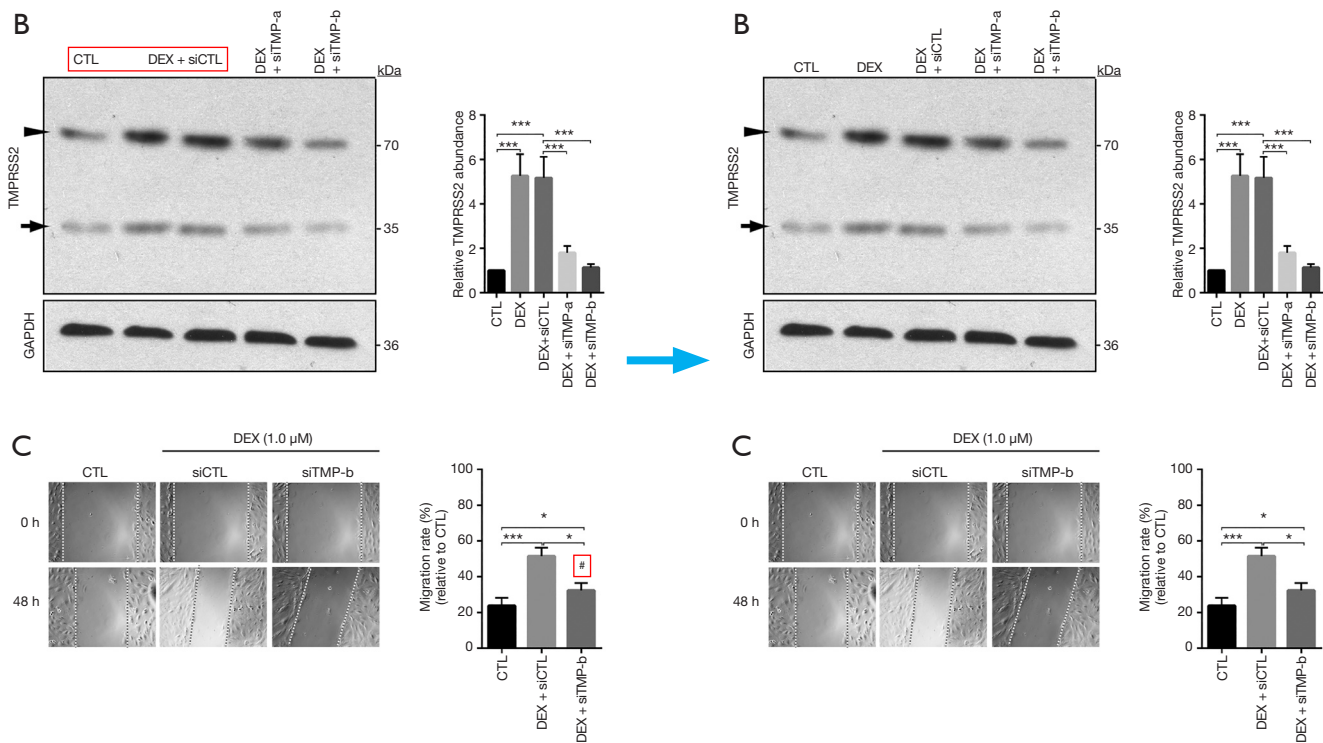 B
CTL
DEX + siCTL
DEX
+ siTMP-a
DEX
+ siTMP-b
kDa
TMPRSS2
70
35
GAPDH
36
Relative TMPRSS2 abundance
8
6
4
2
0
***
***
***
***
CTL
DEX
DEX+siCTL
DEX + siTMP-a
DEX + siTMP-b
B
CTL
DEX
DEX
+ siCTL
DEX
+ siTMP-a
DEX
+ siTMP-b
kDa
TMPRSS2
70
35
GAPDH
36
Relative TMPRSS2 abundance
8
6
4
2
0
***
***
***
***
CTL
DEX
DEX+siCTL
DEX + siTMP-a
DEX + siTMP-b
C
DEX (1.0 µM)
CTL
siCTL
siTMP-b
0 h
48 h
Migration rate (%)
(relative to CTL)
100
80
60
40
20
0
*
***
*
#
CTL
DEX + siCTL
DEX + siTMP-b
C
DEX (1.0 µM)
CTL
siCTL
siTMP-b
0 h
48 h
Migration rate (%)
(relative to CTL)
100
80
60
40
20
0
*
***
*
CTL
DEX + siCTL
DEX + siTMP-b